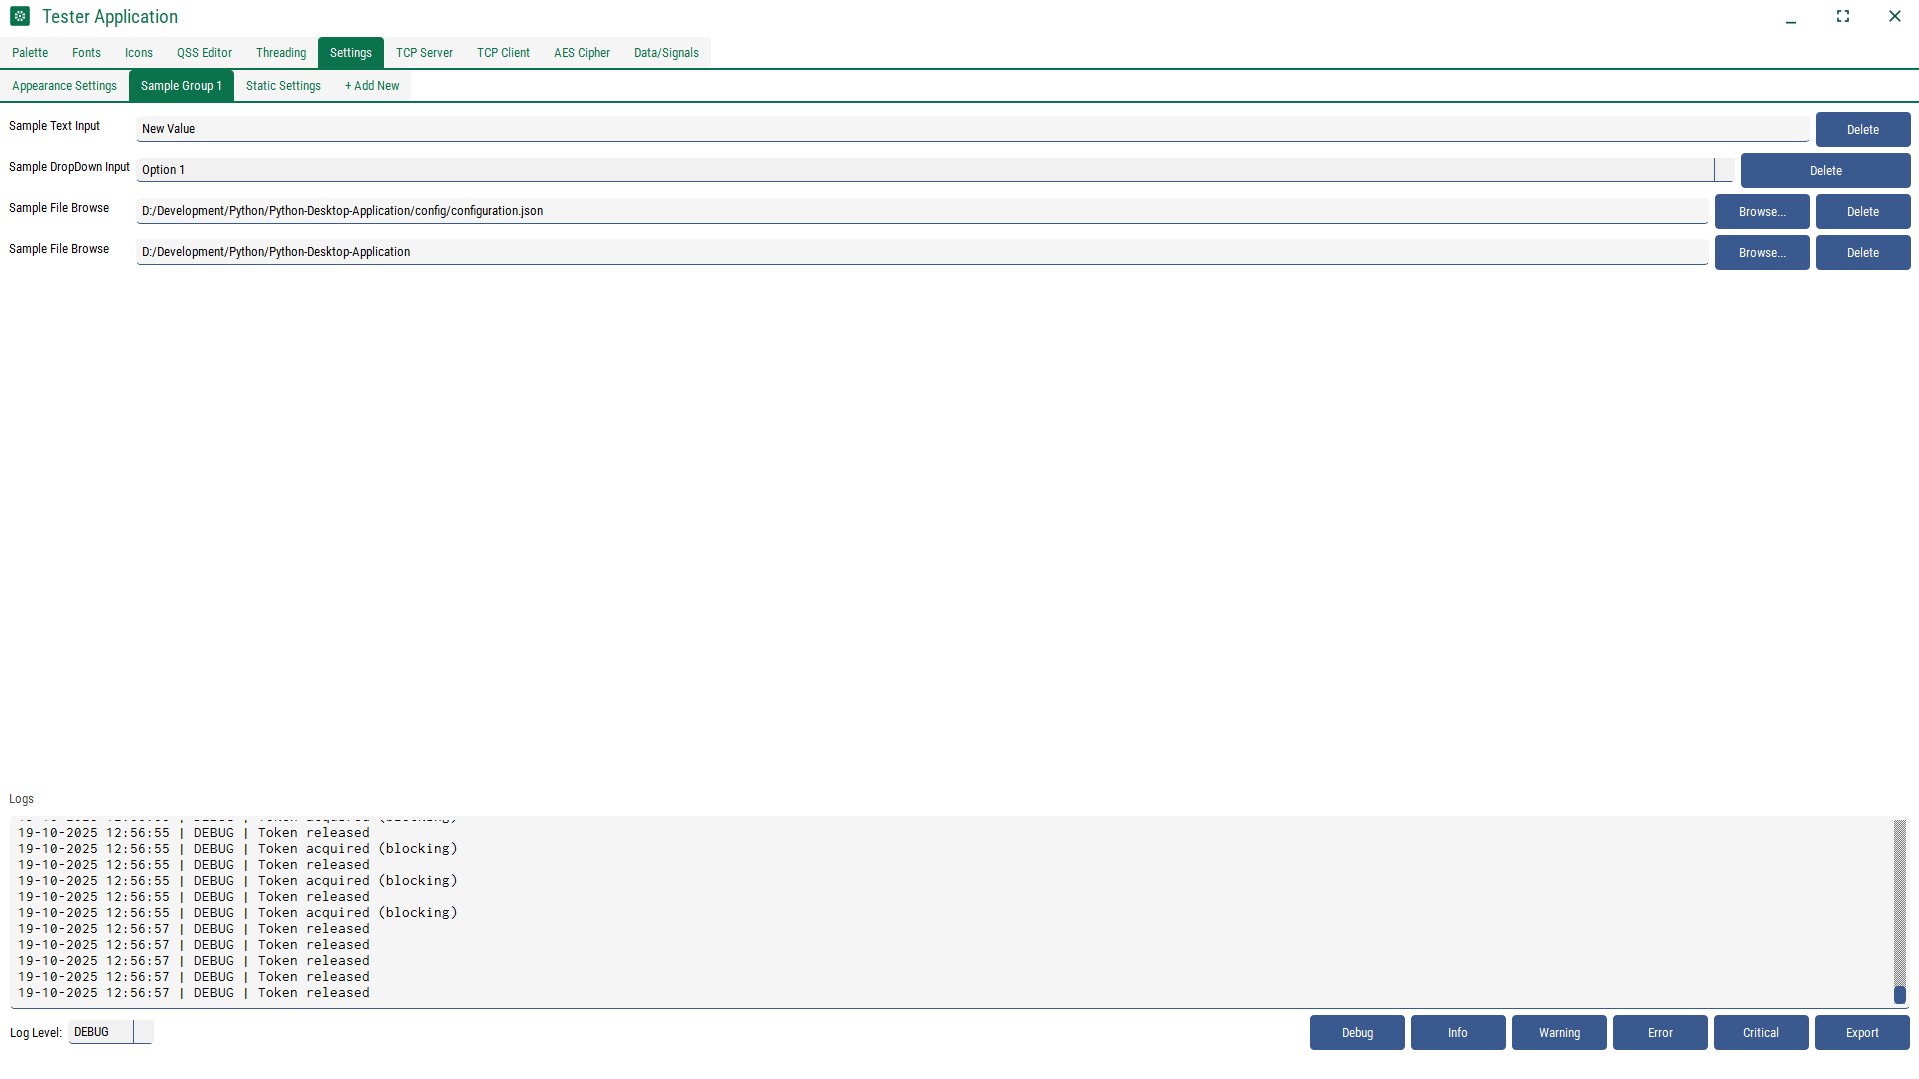 Tester Application
Palette Fonts Icons QSS Editor Threading Settings TCP Server TCP Client AES Cipher Data/Signals
Appearance Settings Sample Group 1 Static Settings + Add New
Sample Text Input New Value Delete
Sample DropDown Input Option 1 Delete
Sample File Browse D:/Development/Python/Python-Desktop-Application/config/configuration.json Browse... Delete
Sample File Browse D:/Development/Python/Python-Desktop-Application Browse... Delete
Logs
19-10-2025 12:56:55 | DEBUG | Token released
19-10-2025 12:56:55 | DEBUG | Token acquired (blocking)
19-10-2025 12:56:55 | DEBUG | Token released
19-10-2025 12:56:55 | DEBUG | Token acquired (blocking)
19-10-2025 12:56:55 | DEBUG | Token released
19-10-2025 12:56:55 | DEBUG | Token acquired (blocking)
19-10-2025 12:56:57 | DEBUG | Token released
19-10-2025 12:56:57 | DEBUG | Token released
19-10-2025 12:56:57 | DEBUG | Token released
19-10-2025 12:56:57 | DEBUG | Token released
19-10-2025 12:56:57 | DEBUG | Token released
Log Level: DEBUG Debug Info Warning Error Critical Export